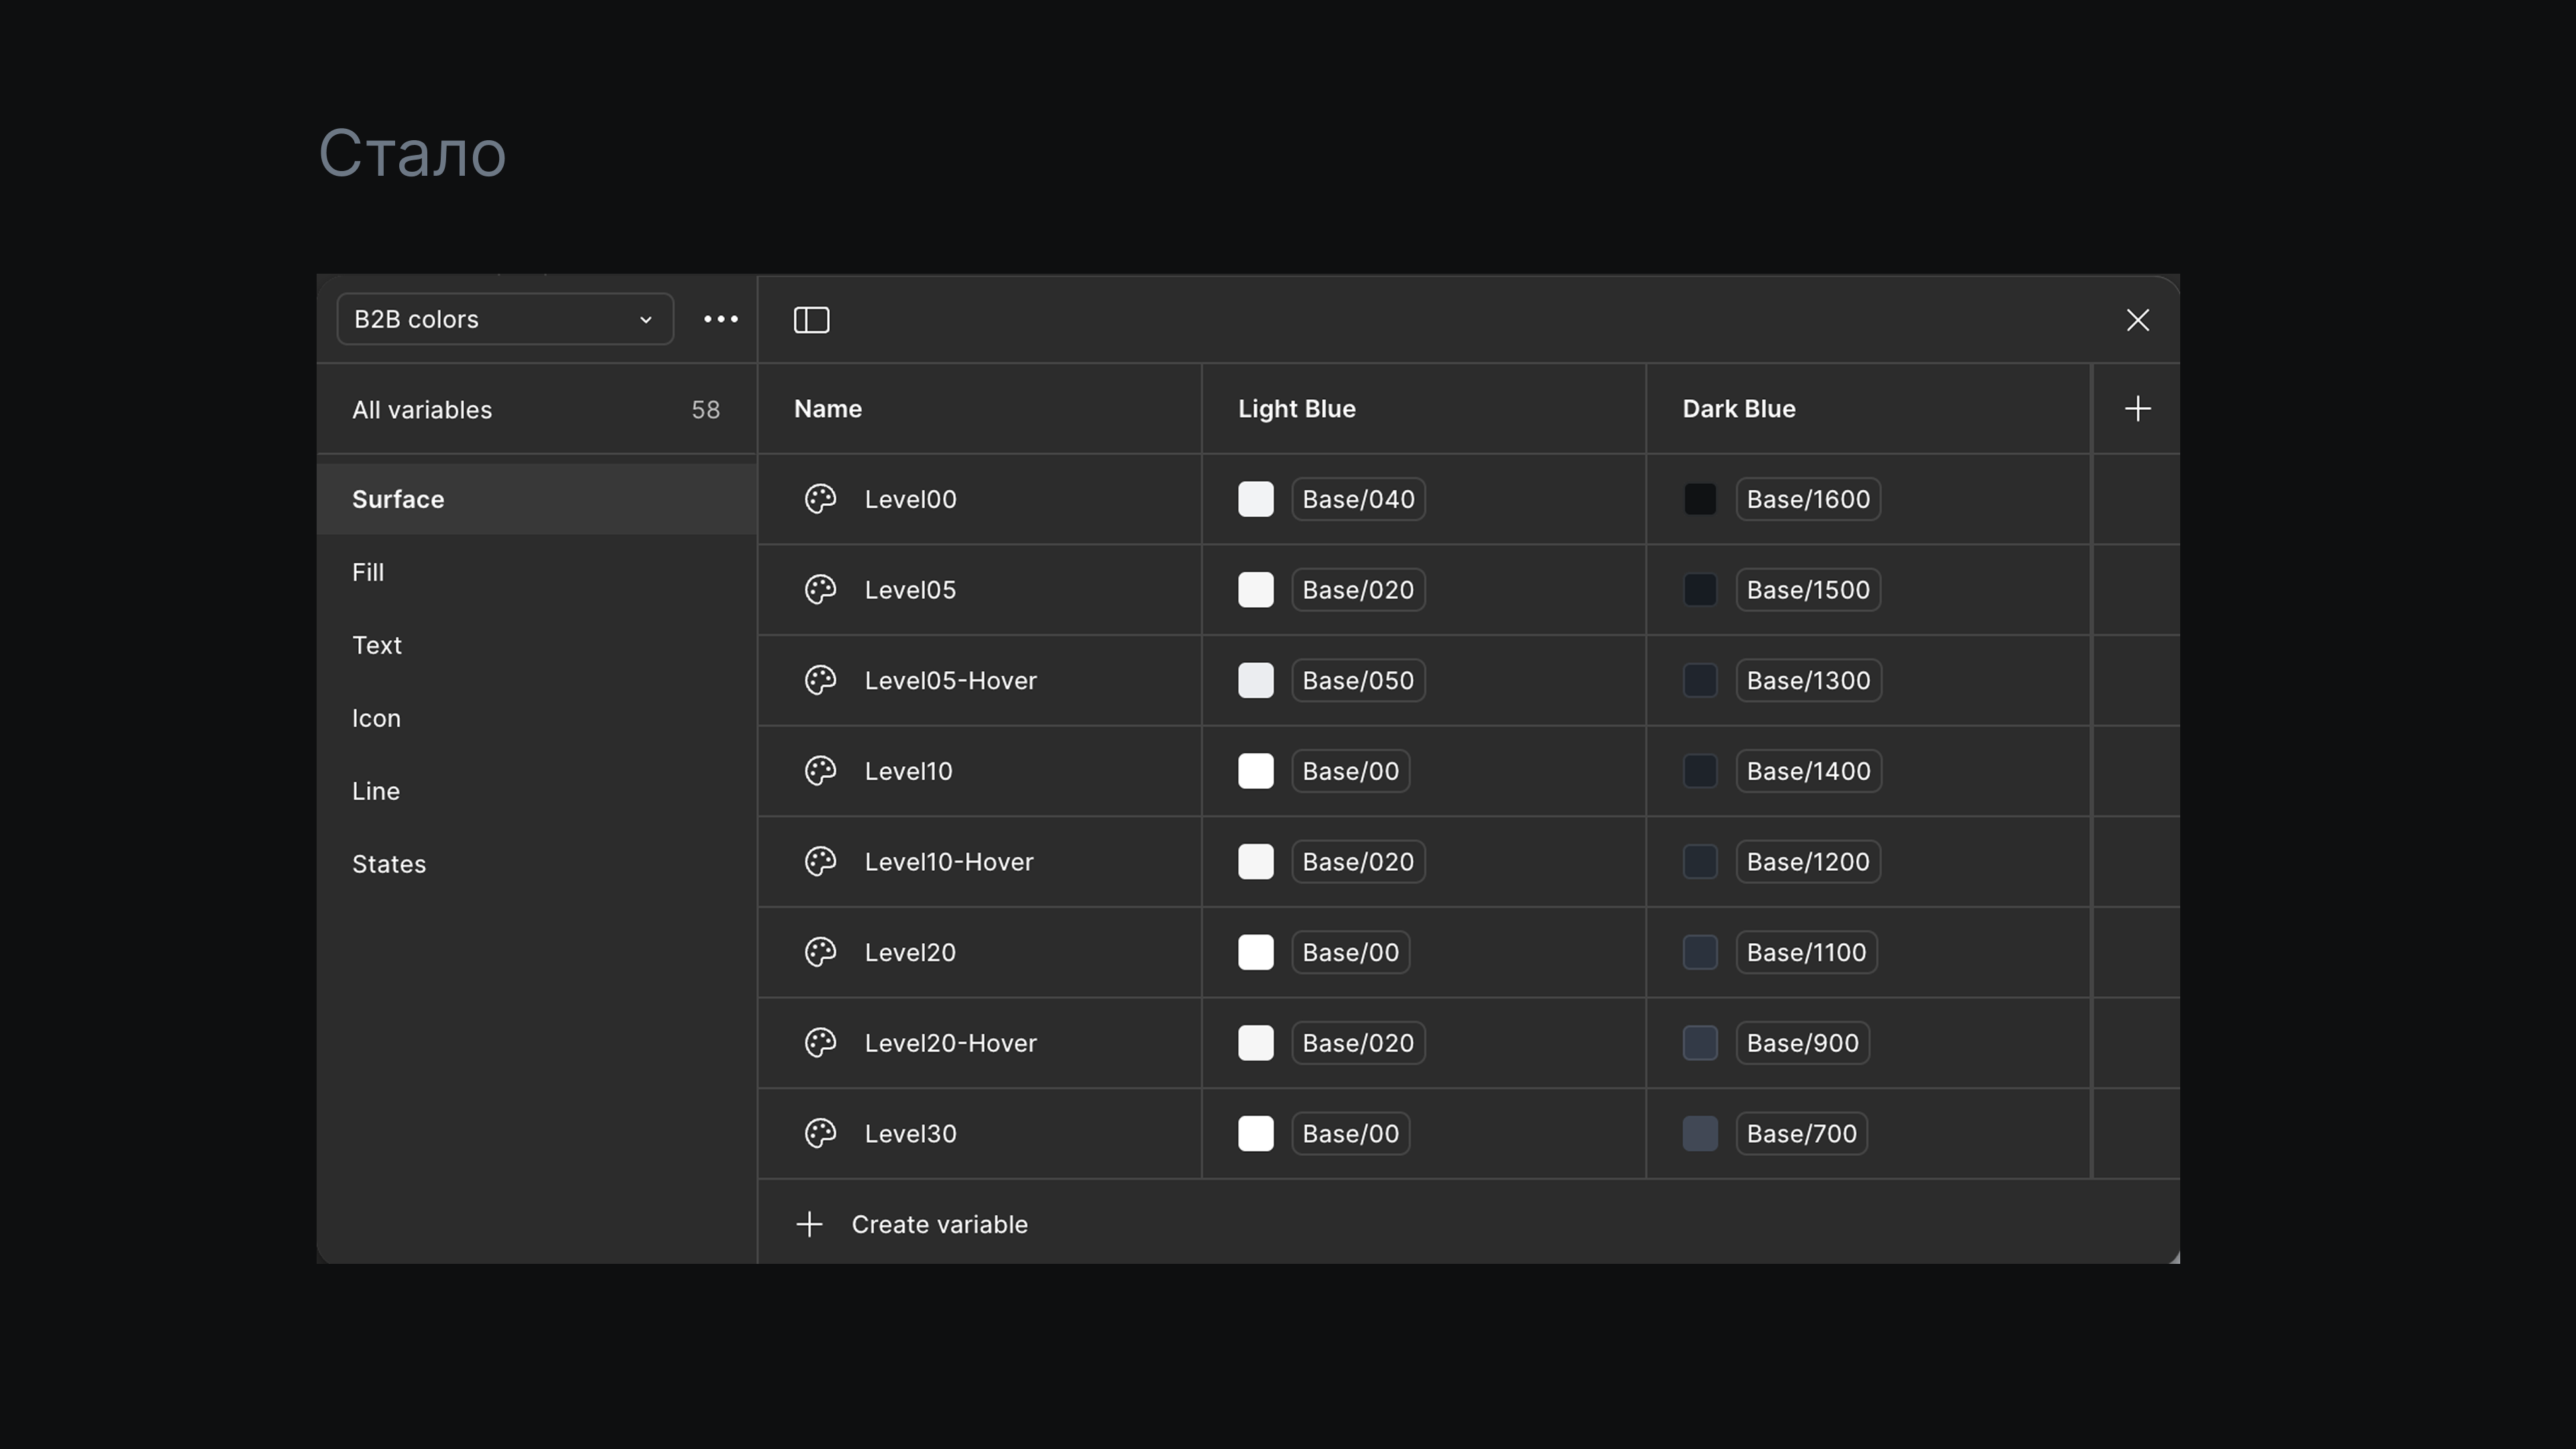 Стало
B2B colors
All variables 58
Surface
Fill
Text
Icon
Line
States
Name Light Blue Dark Blue
Level00 Base/040 Base/1600
Level05 Base/020 Base/1500
Level05-Hover Base/050 Base/1300
Level10 Base/00 Base/1400
Level10-Hover Base/020 Base/1200
Level20 Base/00 Base/1100
Level20-Hover Base/020 Base/900
Level30 Base/00 Base/700
Create variable